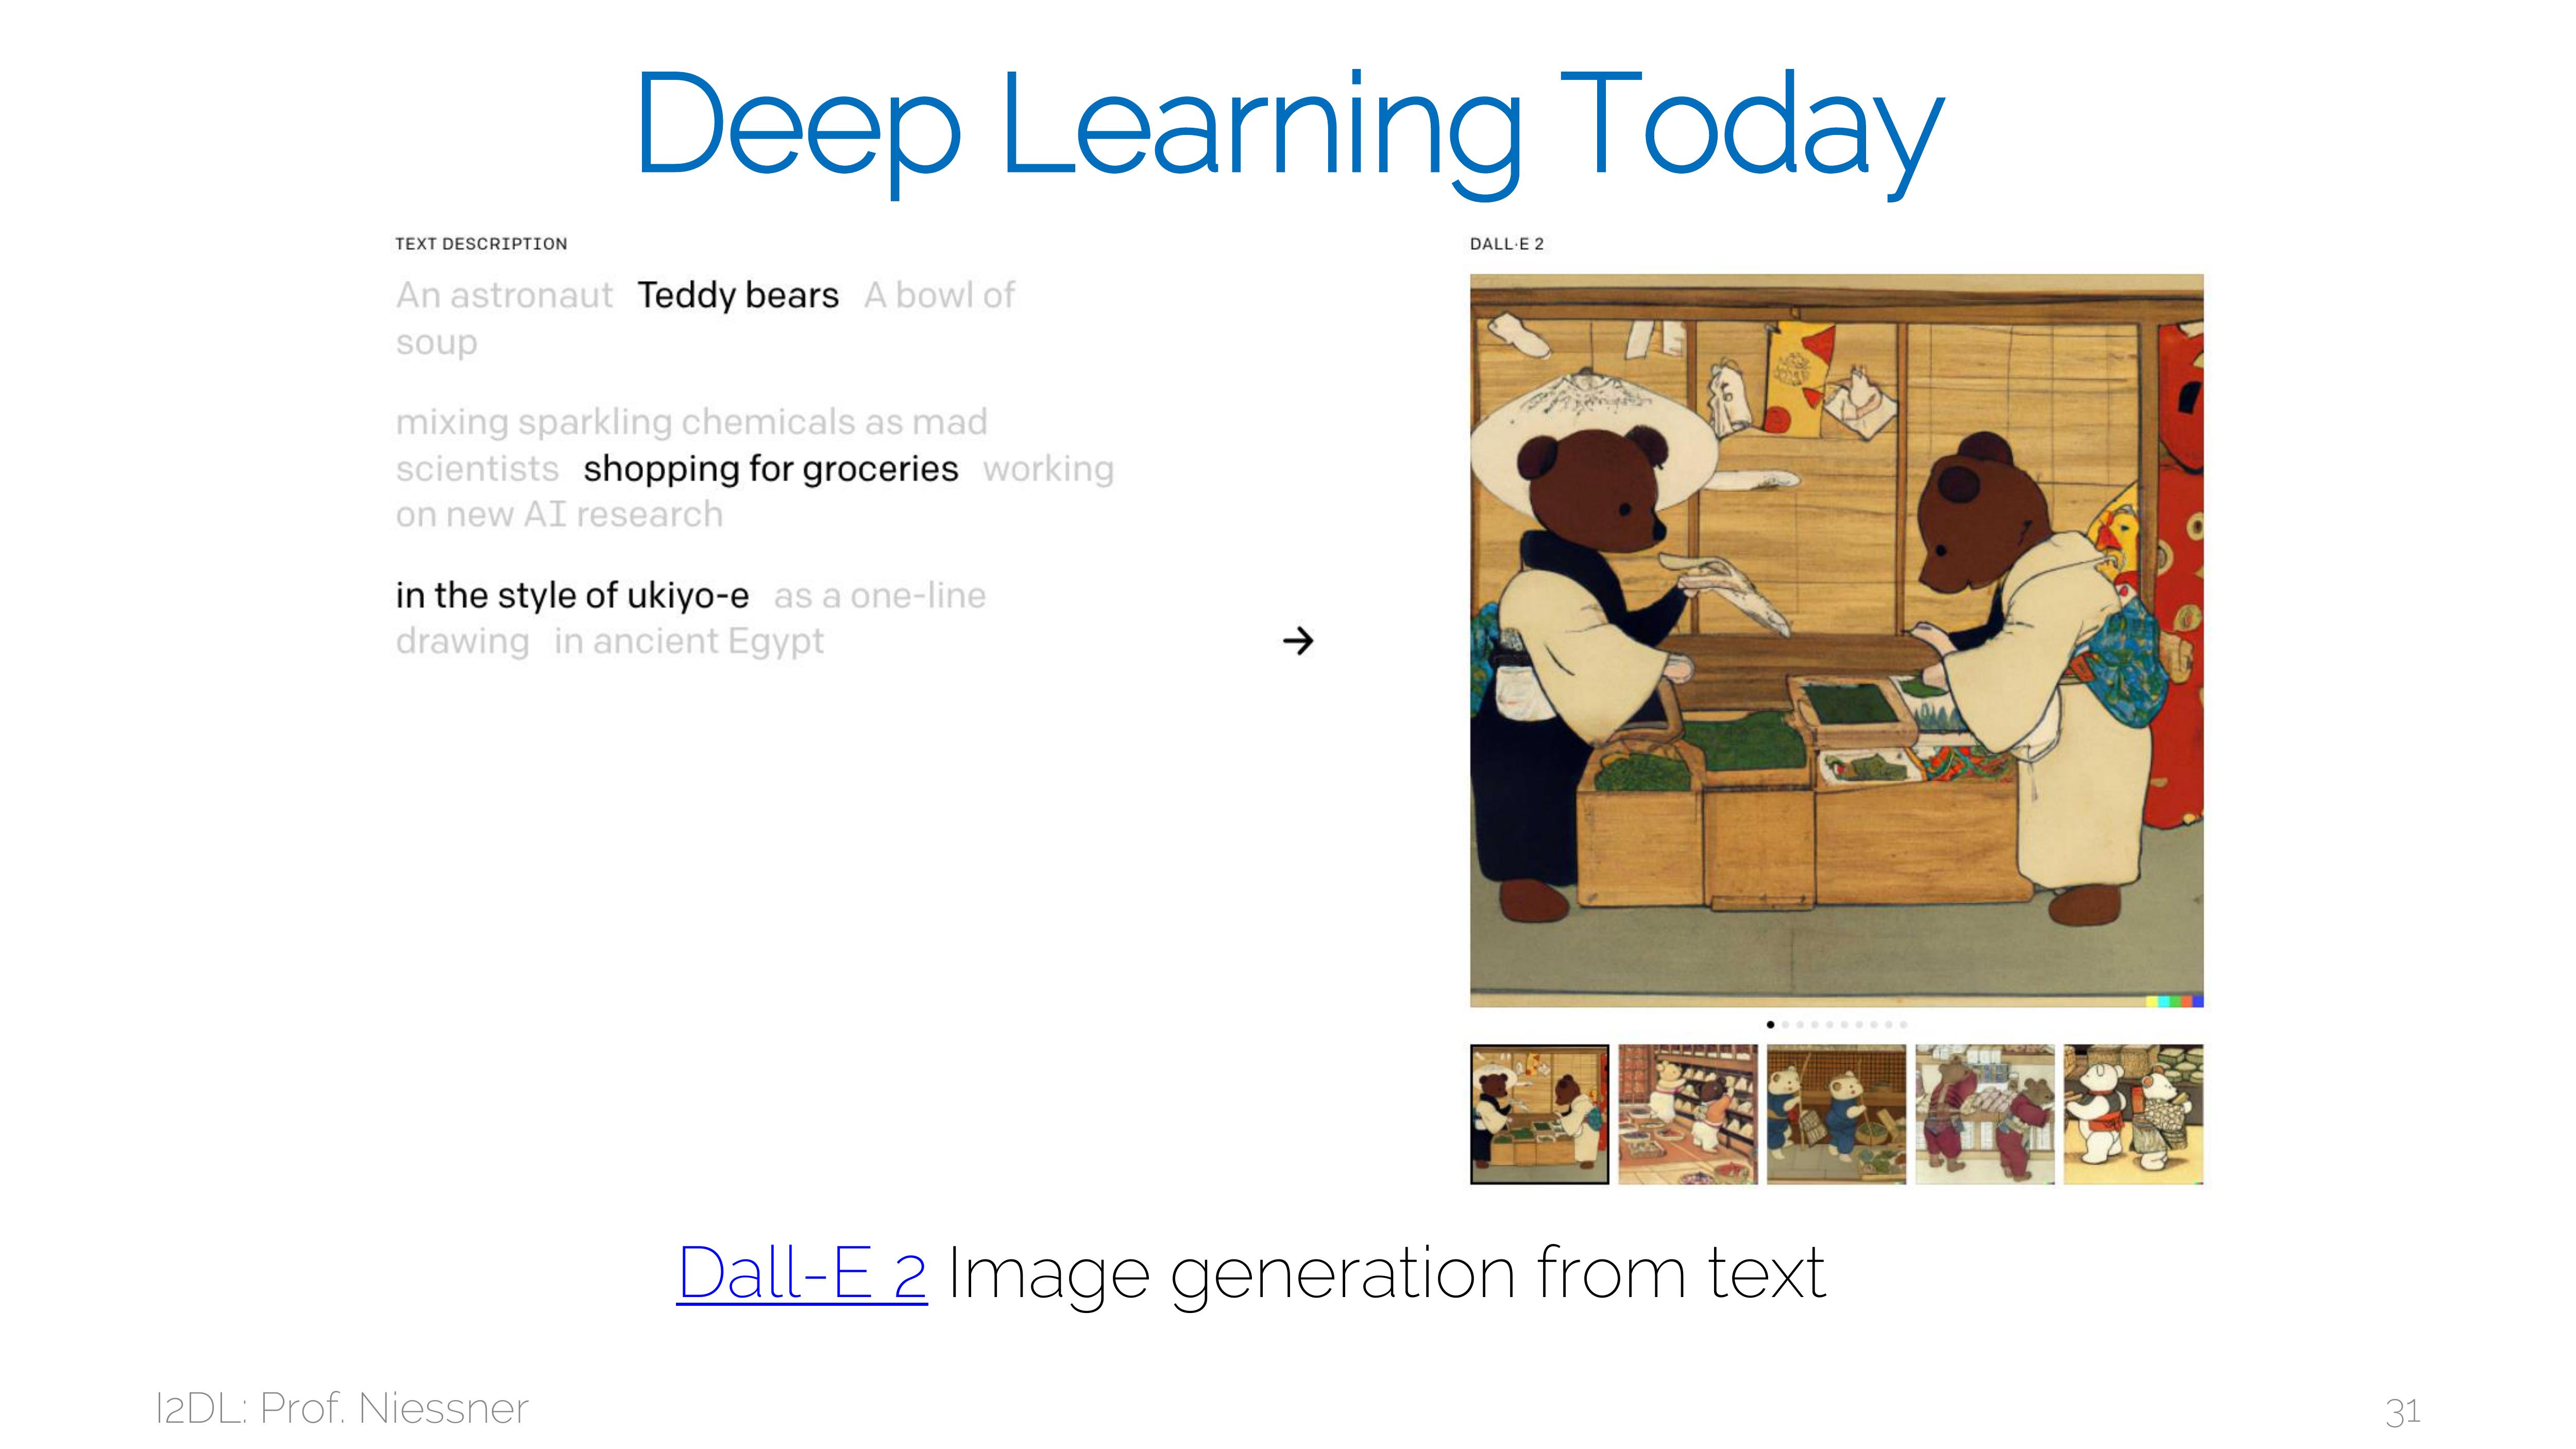 Deep Learning Today
TEXT DESCRIPTION
An astronaut Teddy bears A bowl of
soup
mixing sparkling chemicals as mad
scientists shopping for groceries working
on new AI research
in the style of ukiyo-e as a one-line
drawing in ancient Egypt
→
DALL·E 2
Dall-E 2 Image generation from text
I2DL: Prof. Niessner
31